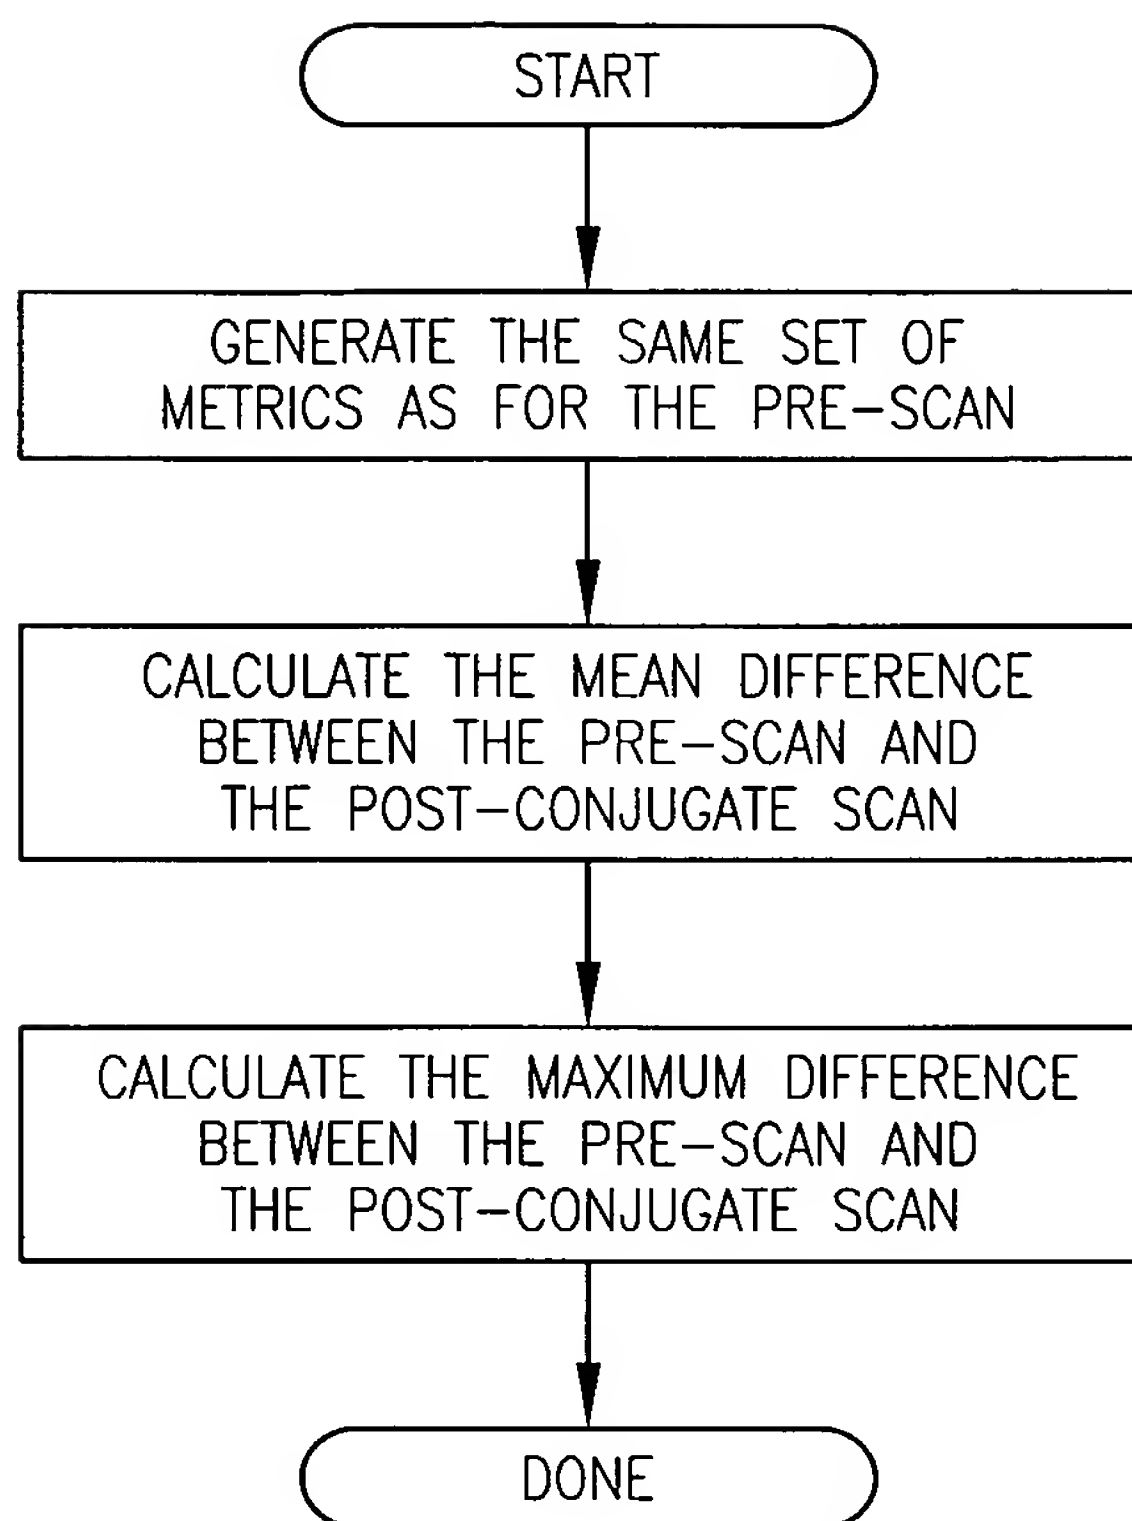 START
GENERATE THE SAME SET OF
METRICS AS FOR THE PRE–SCAN
CALCULATE THE MEAN DIFFERENCE
BETWEEN THE PRE–SCAN AND
THE POST–CONJUGATE SCAN
CALCULATE THE MAXIMUM DIFFERENCE
BETWEEN THE PRE–SCAN AND
THE POST–CONJUGATE SCAN
DONE